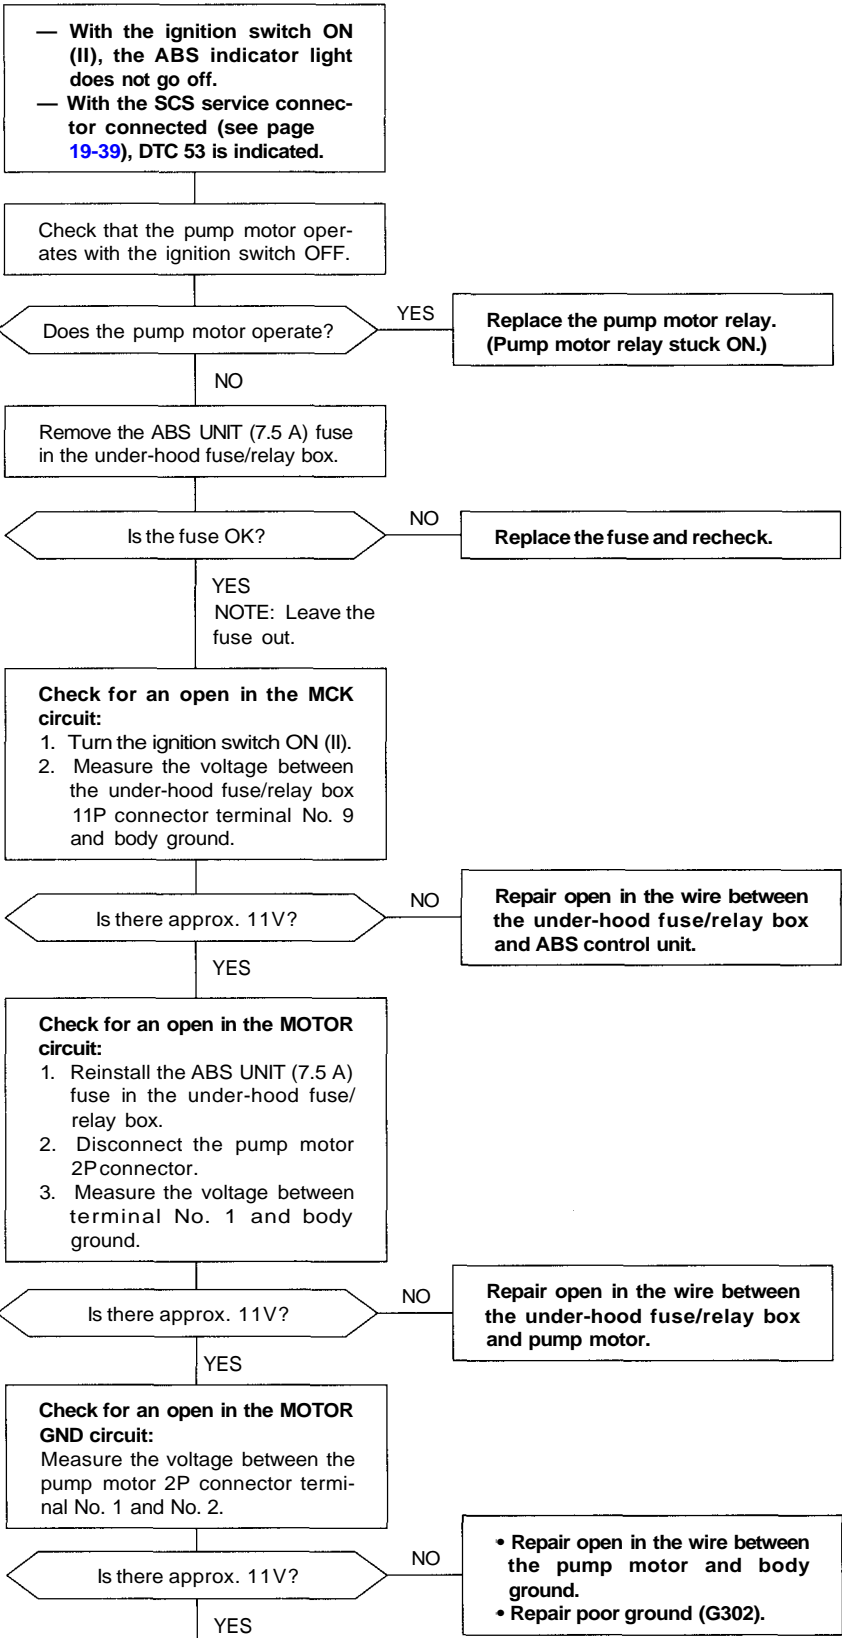 — With the ignition switch ON
(II), the ABS indicator light
does not go off.
— With the SCS service connec-
tor connected (see page
19-39), DTC 53 is indicated.
Check that the pump motor oper-
ates with the ignition switch OFF.
Does the pump motor operate?
YES
Replace the pump motor relay.
(Pump motor relay stuck ON.)
NO
Remove the ABS UNIT (7.5 A) fuse
in the under-hood fuse/relay box.
Is the fuse OK?
NO
Replace the fuse and recheck.
YES
NOTE: Leave the
fuse out.
Check for an open in the MCK
circuit:
1. Turn the ignition switch ON (II).
2. Measure the voltage between
the under-hood fuse/relay box
11P connector terminal No. 9
and body ground.
Is there approx. 11V?
NO
Repair open in the wire between
the under-hood fuse/relay box
and ABS control unit.
YES
Check for an open in the MOTOR
circuit:
1. Reinstall the ABS UNIT (7.5 A)
fuse in the under-hood fuse/
relay box.
2. Disconnect the pump motor
2P connector.
3. Measure the voltage between
terminal No. 1 and body
ground.
Is there approx. 11V?
NO
Repair open in the wire between
the under-hood fuse/relay box
and pump motor.
YES
Check for an open in the MOTOR
GND circuit:
Measure the voltage between the
pump motor 2P connector termi-
nal No. 1 and No. 2.
Is there approx. 11V?
NO
• Repair open in the wire between
the pump motor and body
ground.
• Repair poor ground (G302).
YES